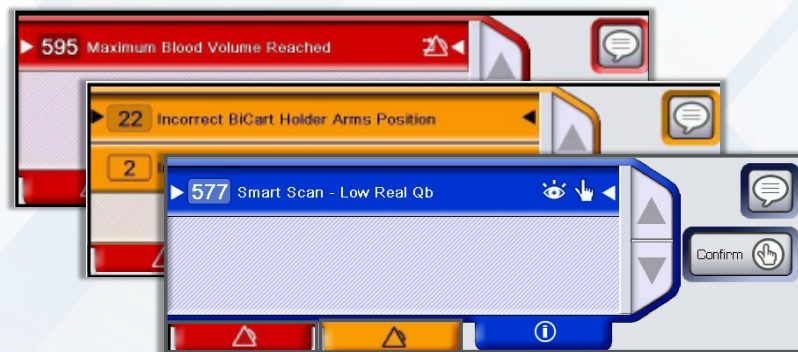 595 Maximum Blood Volume Reached
22 Incorrect BiCart Holder Arms Position
2
577 Smart Scan - Low Real Qb
Confirm